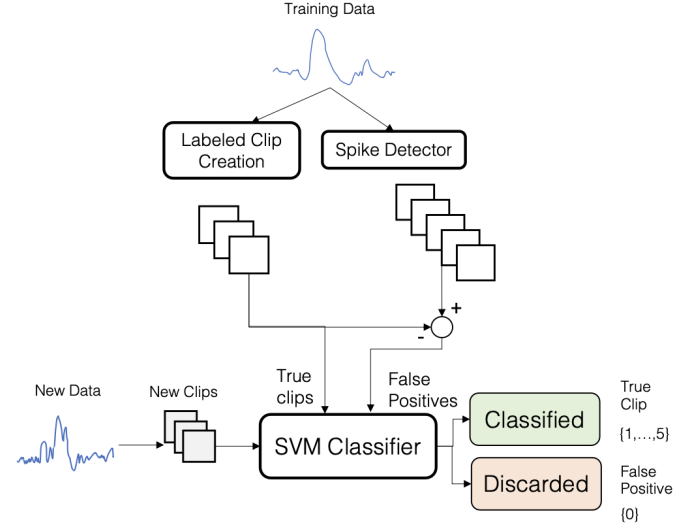 Training Data
Labeled Clip
Creation
Spike Detector
+
-
True
clips
False
Positives
New Data
New Clips
SVM Classifier
Classified
True
Clip
{1,...,5}
Discarded
False
Positive
{0}